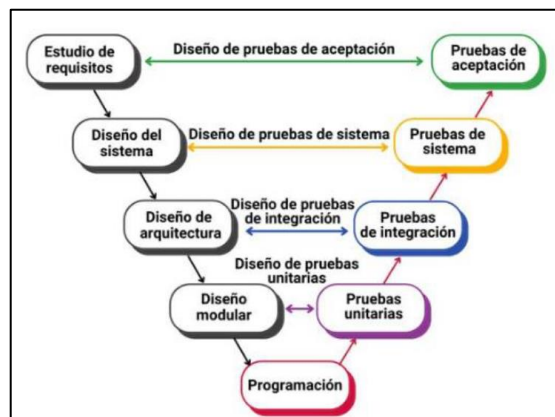 Estudio de
requisitos
Diseño de pruebas de aceptación
Pruebas de
aceptación
Diseño del
sistema
Diseño de pruebas de sistema
Pruebas de
sistema
Diseño de
arquitectura
Diseño de pruebas
de integración
Pruebas
de integración
Diseño
modular
Diseño de pruebas
unitarias
Pruebas
unitarias
Programación